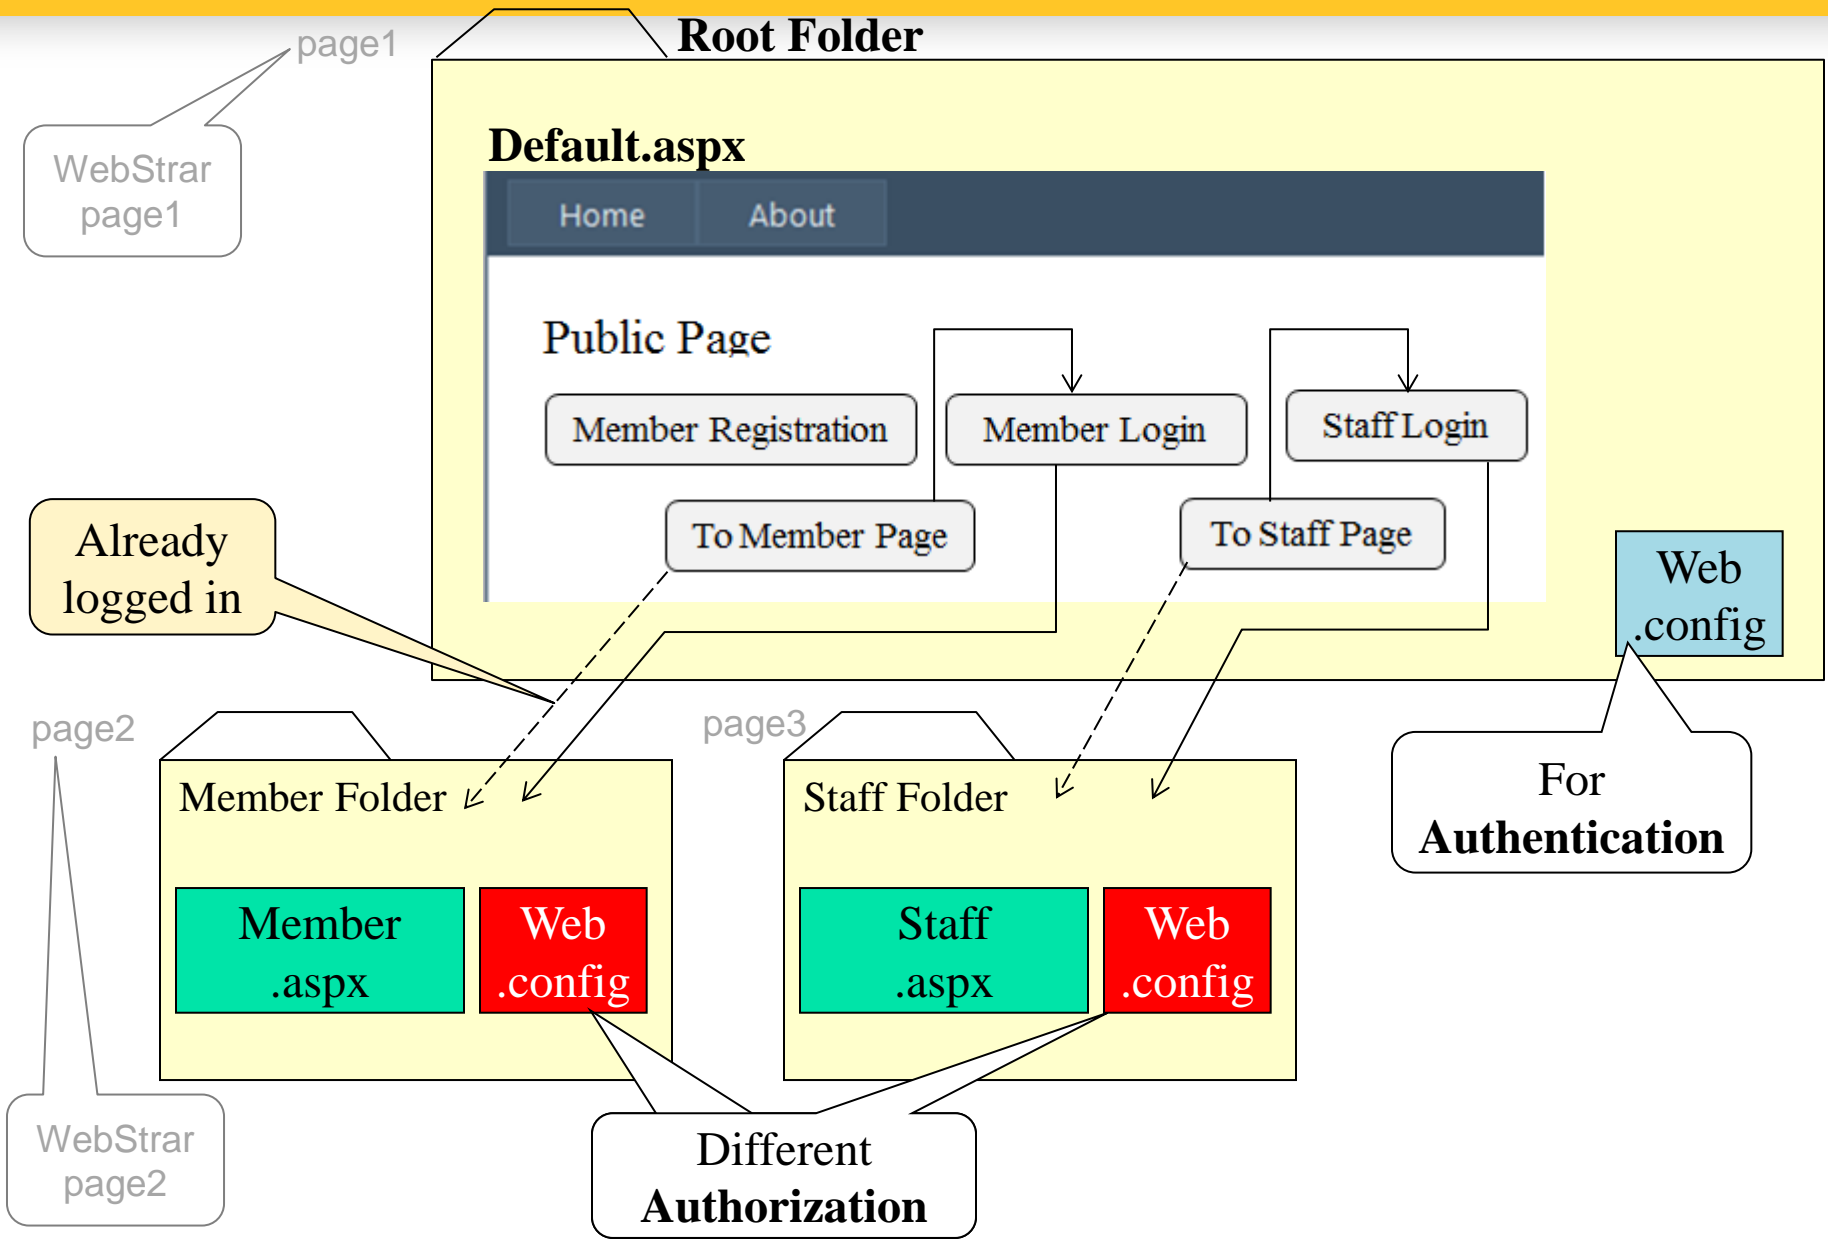 page1
Root Folder
WebStrar
page1
Default.aspx
Home
About
Public Page
Member Registration
Member Login
Staff Login
To Member Page
To Staff Page
Already
logged in
Web
.config
page2
page3
Member Folder
Staff Folder
For
Authentication
Member
.aspx
Web
.config
Staff
.aspx
Web
.config
WebStrar
page2
Different
Authorization